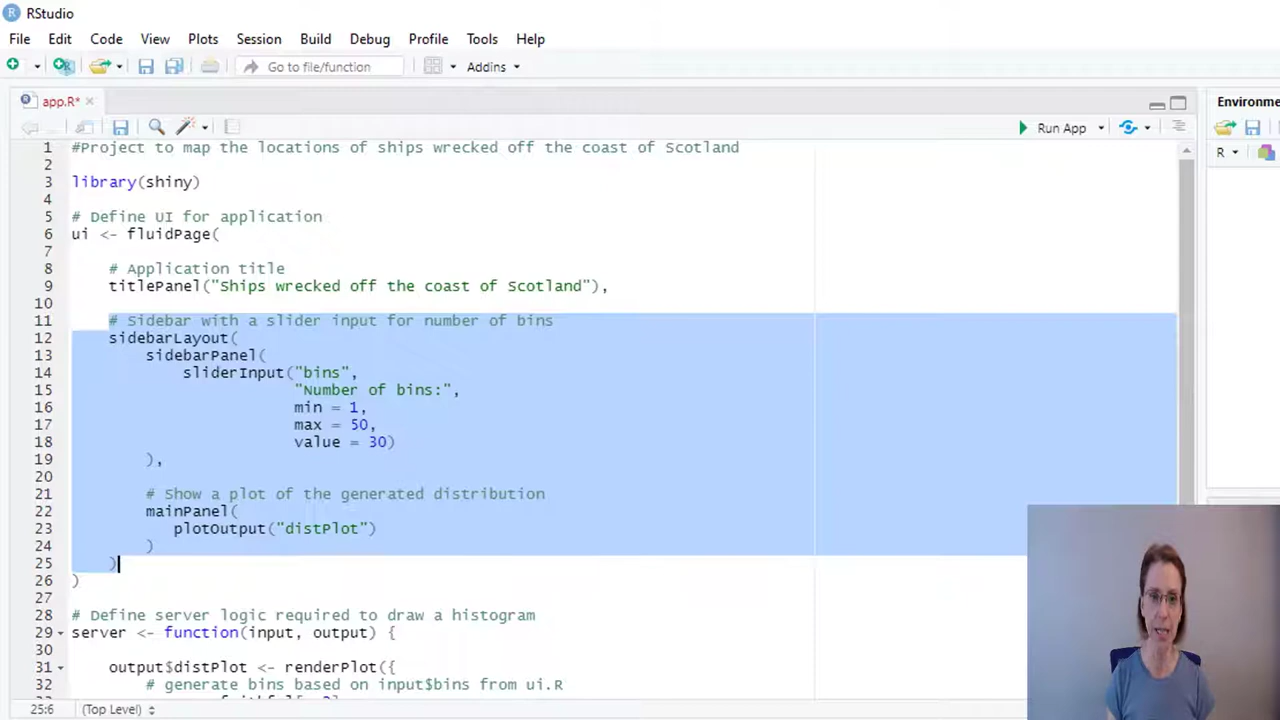 RStudio
File Edit Code View Plots Session Build Debug Profile Tools Help
Go to file/function Addins
app.R* Environme
Run App
R
1 #Project to map the locations of ships wrecked off the coast of Scotland
2
3 library(shiny)
4
5 # Define UI for application
6 ui <- fluidPage(
7
8     # Application title
9     titlePanel("Ships wrecked off the coast of Scotland"),
10
11     # Sidebar with a slider input for number of bins
12     sidebarLayout(
13         sidebarPanel(
14             sliderInput("bins",
15                         "Number of bins:",
16                         min = 1,
17                         max = 50,
18                         value = 30)
19         ),
20
21         # Show a plot of the generated distribution
22         mainPanel(
23            plotOutput("distPlot")
24         )
25     )
26 )
27
28 # Define server logic required to draw a histogram
29 server <- function(input, output) {
30
31     output$distPlot <- renderPlot({
32         # generate bins based on input$bins from ui.R
25:6 (Top Level)